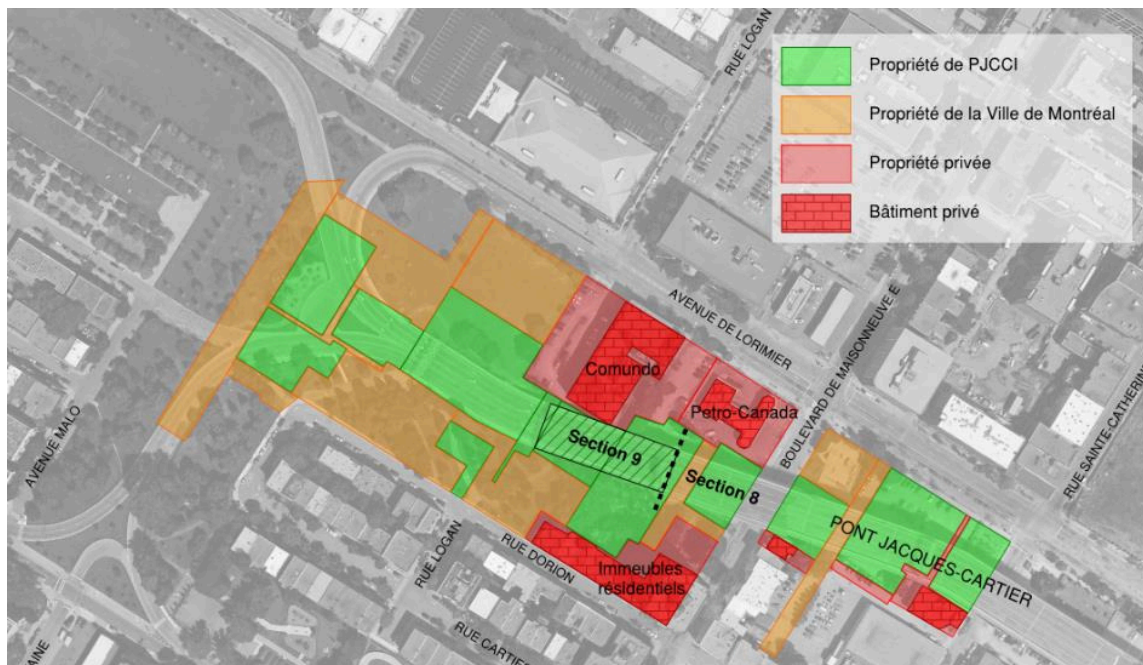 RUE LOGAN
Propriété de PJCCI
Propriété de la Ville de Montréal
Propriété privée
Bâtiment privé
AVENUE DE LORIMIER
BOULEVARD DE MAISONNEUVE E
RUE SAINTE-CATHERINE
AVENUE MALO
Comundo
Petro-Canada
Section 9
Section 8
PONT JACQUES-CARTIER
RUE LOGAN
RUE DORION
Immeubles
résidentiels
RUE CARTIER